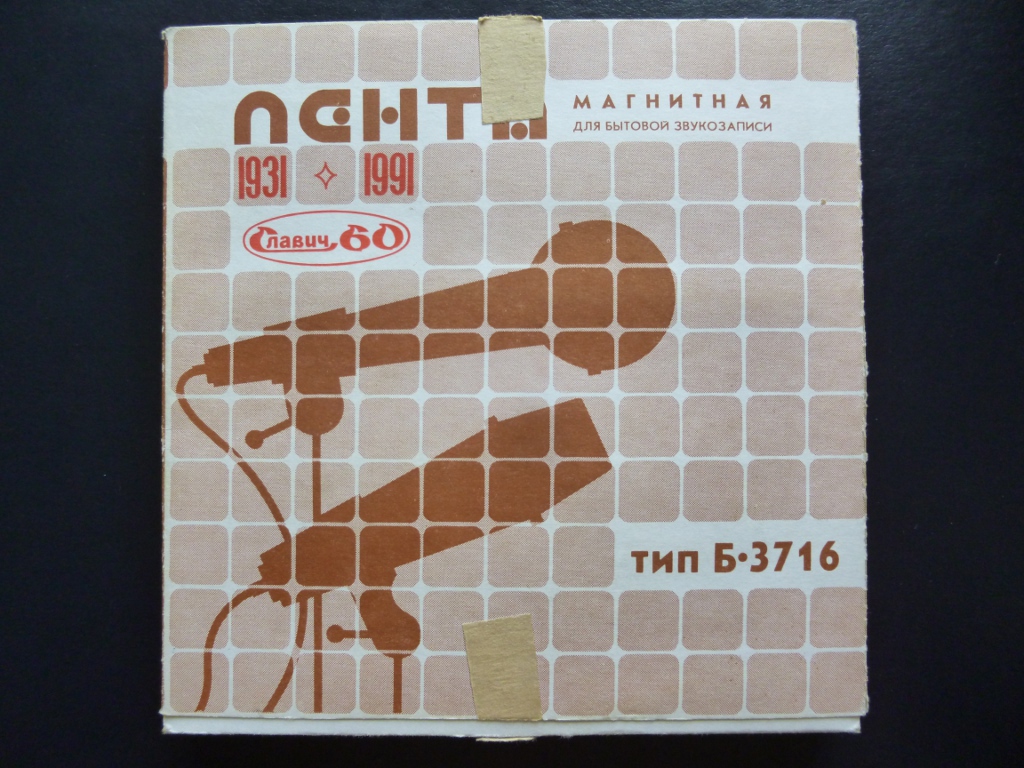 ЛЕНТА
МАГНИТНАЯ
ДЛЯ БЫТОВОЙ ЗВУКОЗАПИСИ
1931 1991
Славич 60
ТИП Б•3716